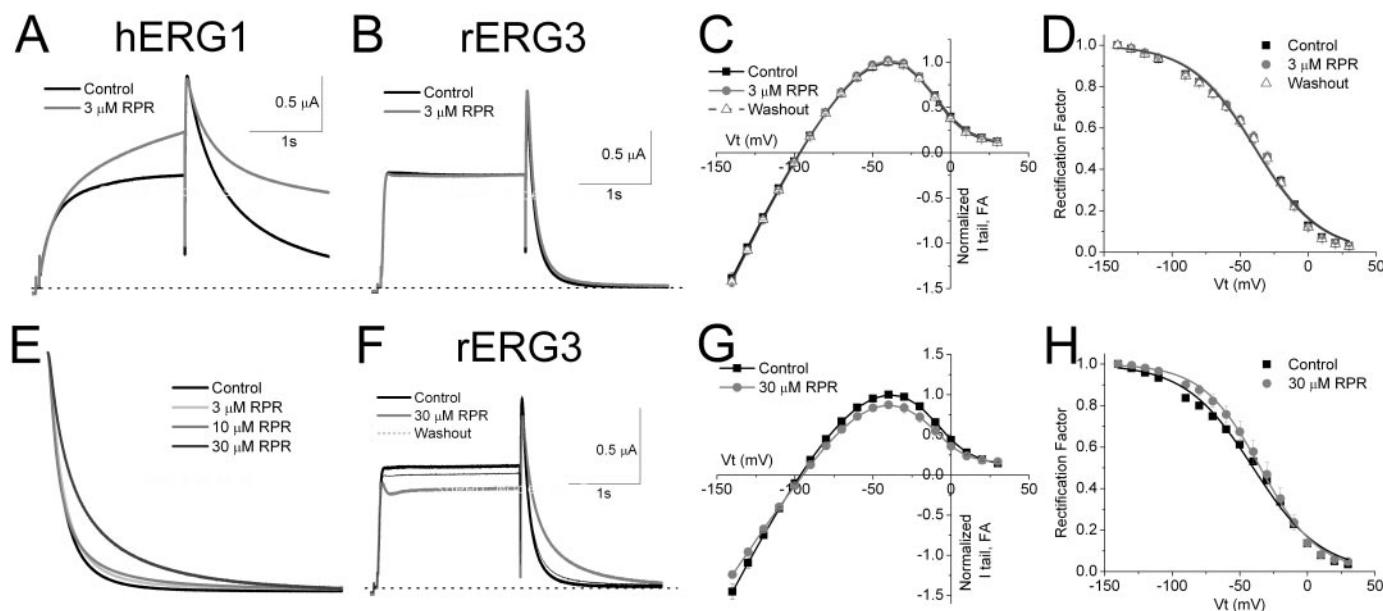 A hERG1
Control
3 μM RPR
0.5 μA
1s
B rERG3
Control
3 μM RPR
0.5 μA
1s
C
Control
3 μM RPR
Washout
Vt (mV)
-150 -100 -50 0 50
1.0
0.5
0.0
-0.5
-1.0
-1.5
Normalized
I tail, FA
D
Control
3 μM RPR
Washout
Rectification Factor
1.0
0.8
0.6
0.4
0.2
0.0
-150 -100 -50 0 50
Vt (mV)
E
Control
3 μM RPR
10 μM RPR
30 μM RPR
F rERG3
Control
30 μM RPR
Washout
0.5 μA
1s
G
Control
30 μM RPR
Vt (mV)
-150 -100 -50 0 50
1.5
1.0
0.5
0.0
-0.5
-1.0
-1.5
Normalized
I tail, FA
H
Control
30 μM RPR
Rectification Factor
1.0
0.8
0.6
0.4
0.2
0.0
-150 -100 -50 0 50
Vt (mV)